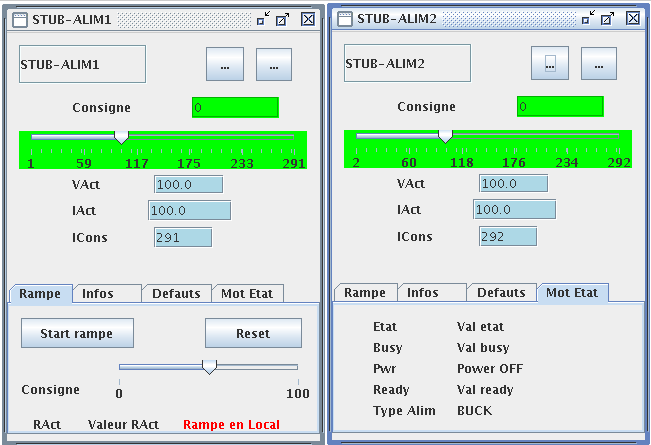 STUB-ALIM1
STUB-ALIM1
... ...
Consigne 0
1 59 117 175 233 291
VAct 100.0
IAct 100.0
ICons 291
Rampe Infos Defauts Mot Etat
Start rampe Reset
Consigne 0 100
RAct Valeur RAct Rampe en Local
STUB-ALIM2
STUB-ALIM2
... ...
Consigne 0
2 60 118 176 234 292
VAct 100.0
IAct 100.0
ICons 292
Rampe Infos Defauts Mot Etat
Etat Val etat
Busy Val busy
Pwr Power OFF
Ready Val ready
Type Alim BUCK